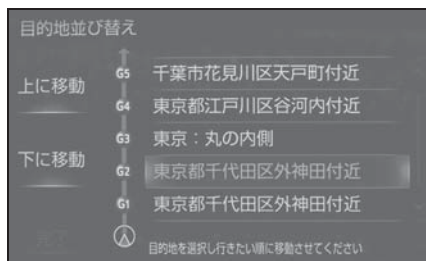 目的地並び替え
上に移動
下に移動
G5 千葉市花見川区天戸町付近
G4 東京都江戸川区谷河内付近
G3 東京：丸の内側
G2 東京都千代田区外神田付近
G1 東京都千代田区外神田付近
目的地を選択し行きたい順に移動させてください